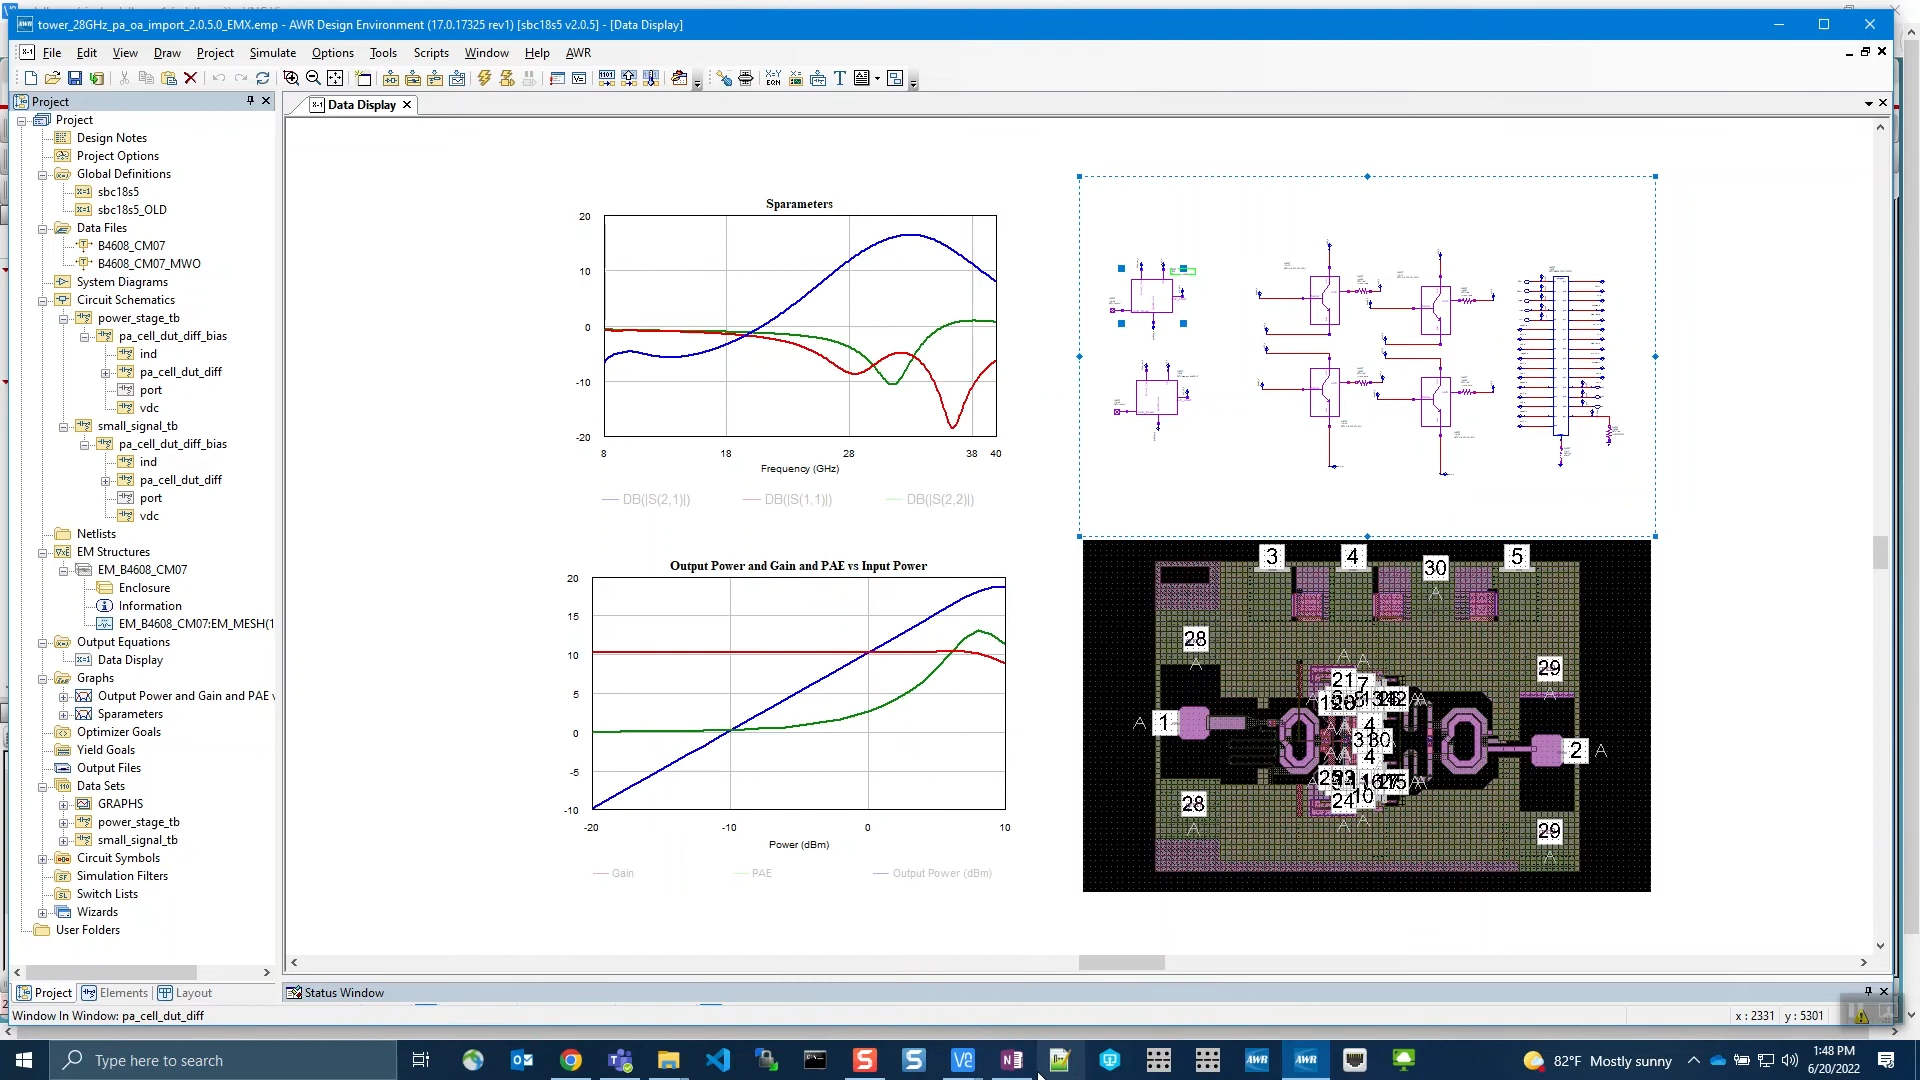 tower_28GHz_pa_oa_import_2.0.5.0_EMX.emp - AWR Design Environment (17.0.17325 rev1) [sbc18s5 v2.0.5] - [Data Display]
File Edit View Draw Project Simulate Options Tools Scripts Window Help AWR
Project
Data Display
Project
Design Notes
Project Options
Global Definitions
sbc18s5
sbc18s5_OLD
Data Files
B4608_CM07
B4608_CM07_MWO
System Diagrams
Circuit Schematics
power_stage_tb
pa_cell_dut_diff_bias
ind
pa_cell_dut_diff
port
vdc
small_signal_tb
pa_cell_dut_diff_bias
ind
pa_cell_dut_diff
port
vdc
Netlists
EM Structures
EM_B4608_CM07
Enclosure
Information
EM_B4608_CM07:EM_MESH(1
Output Equations
Data Display
Graphs
Output Power and Gain and PAE v
Sparameters
Optimizer Goals
Yield Goals
Output Files
Data Sets
GRAPHS
power_stage_tb
small_signal_tb
Circuit Symbols
Simulation Filters
Switch Lists
Wizards
User Folders
Project Elements Layout
Sparameters
20
10
0
-10
-20
8 18 28 38 40
Frequency (GHz)
DB(|S(2,1)|) DB(|S(1,1)|) DB(|S(2,2)|)
Output Power and Gain and PAE vs Input Power
20
15
10
5
0
-5
-10
-20 -10 0 10
Power (dBm)
Gain PAE Output Power (dBm)
3 4 30 5
28
29
21 7
4
1
3 30
2
4
10
24
28
29
Status Window
Window In Window: pa_cell_dut_diff
x : 2331 y : 5301
Type here to search
82°F Mostly sunny
1:48 PM
6/20/2022